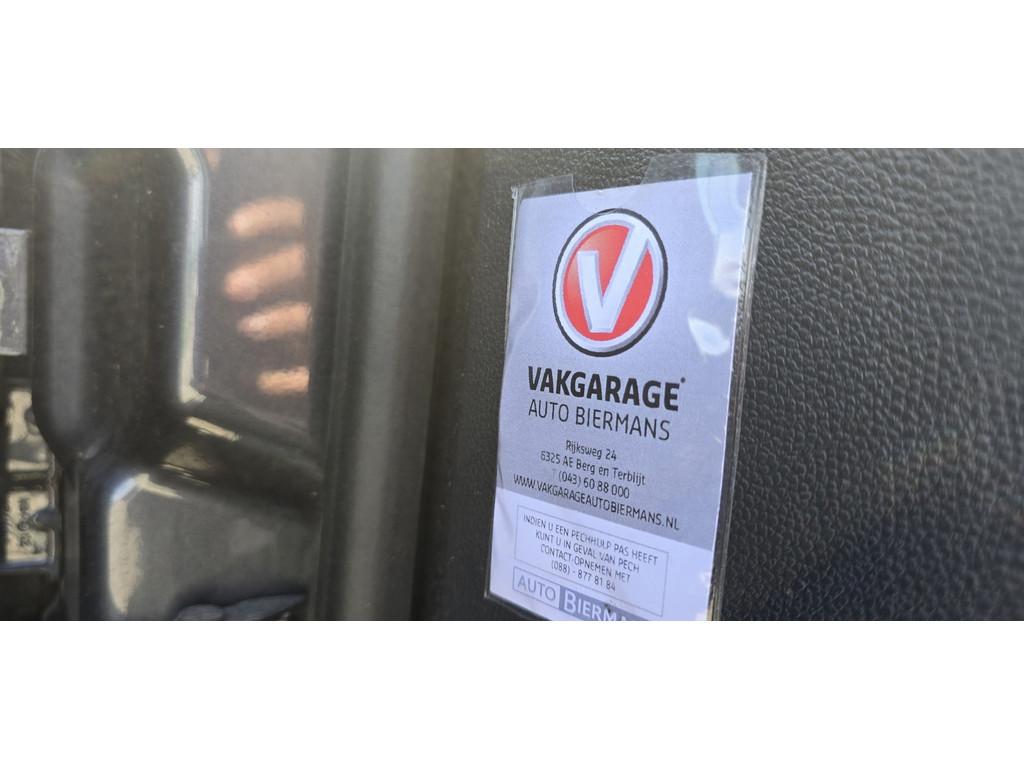 V
VAKGARAGE®
AUTO BIERMANS
Rijksweg 24
6325 AE Berg en Terblijt
T (043) 60 88 000
WWW.VAKGARAGEAUTOBIERMANS.NL
INDIEN U EEN PECHHULP PAS HEEFT
KUNT U IN GEVAL VAN PECH
CONTACT OPNEMEN MET
(088) - 877 81 84
AUTO BIERMAN